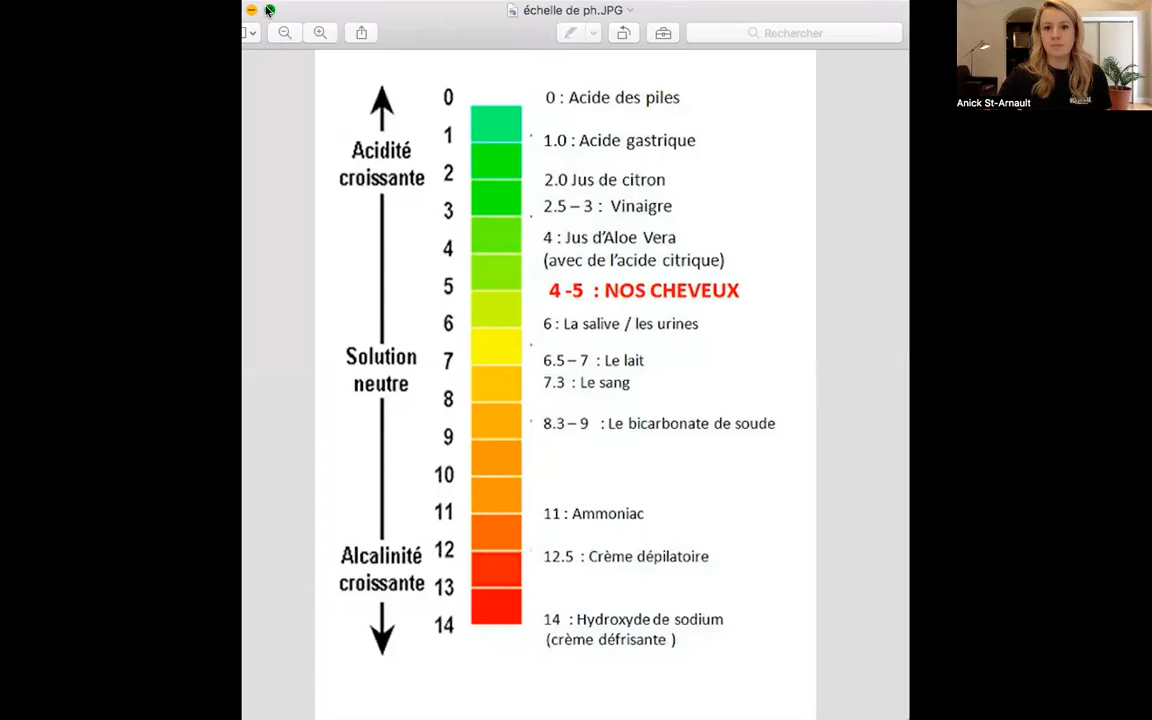 échelle de ph.JPG
Rechercher
Anick St-Arnault
0
0 : Acide des piles
1
1.0 : Acide gastrique
Acidité
croissante
2
2.0 Jus de citron
3
2.5 – 3 : Vinaigre
4
4 : Jus d'Aloe Vera
(avec de l'acide citrique)
5
4 -5 : NOS CHEVEUX
6
6 : La salive / les urines
Solution
neutre
7
6.5 – 7 : Le lait
7.3 : Le sang
8
8.3 – 9 : Le bicarbonate de soude
9
10
11
11 : Ammoniac
Alcalinité
croissante
12
12.5 : Crème dépilatoire
13
14
14 : Hydroxyde de sodium
(crème défrisante )